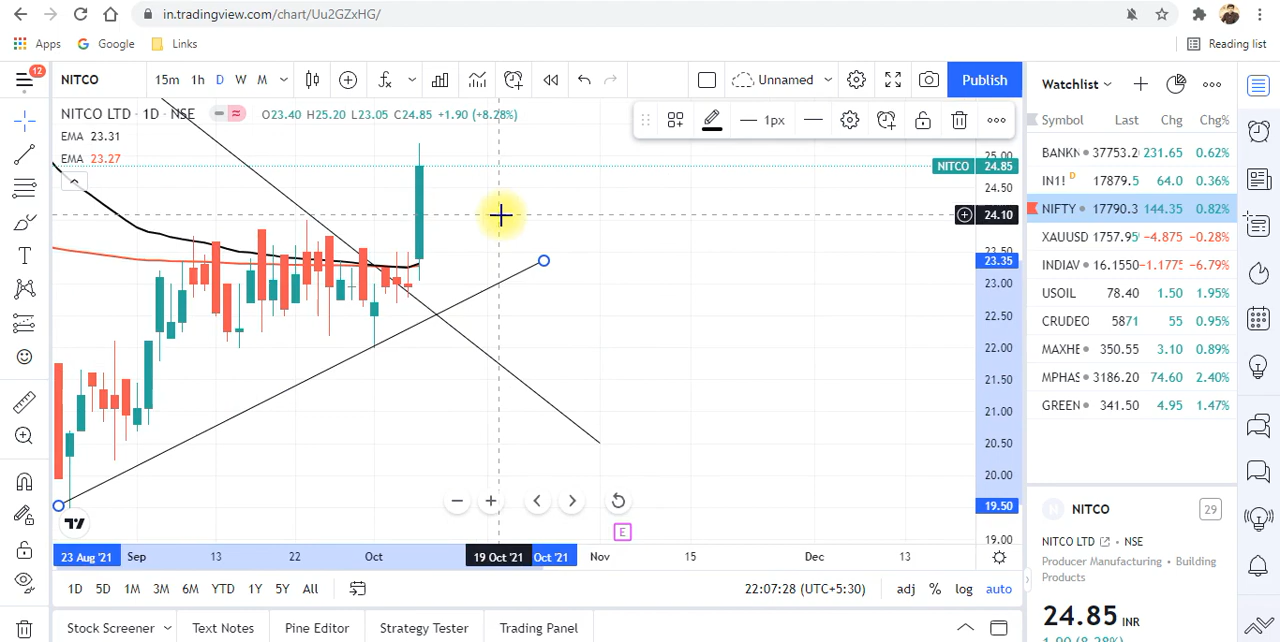 in.tradingview.com/chart/Uu2GZxHG/
Apps
Google
Links
Reading list
12
NITCO
15m 1h D W M
Unnamed
Publish
Watchlist
NITCO LTD · 1D · NSE
O23.40 H25.20 L23.05 C24.85 +1.90 (+8.28%)
EMA 23.31
EMA 23.27
1px
Symbol Last Chg Chg%
BANKN 37753.2 231.65 0.62%
IN1! D 17879.5 64.0 0.36%
NIFTY 17790.3 144.35 0.82%
XAUUSD 1757.95 −4.875 −0.28%
INDIAV 16.1550 −1.1775 −6.79%
USOIL 78.40 1.50 1.95%
CRUDEO 5871 55 0.95%
MAXHE 350.55 3.10 0.89%
MPHAS 3186.20 74.60 2.40%
GREEN 341.50 4.95 1.47%
25.00
NITCO 24.85
24.50
24.10
23.50
23.35
23.00
22.50
22.00
21.50
21.00
20.50
20.00
19.50
19.00
E
23 Aug '21 Sep 13 22 Oct 19 Oct '21 Oct '21 Nov 15 Dec 13
1D 5D 1M 3M 6M YTD 1Y 5Y All
22:07:28 (UTC+5:30)
adj % log auto
Stock Screener Text Notes Pine Editor Strategy Tester Trading Panel
NITCO
29
NITCO LTD · NSE
Producer Manufacturing · Building
Products
24.85 INR
1.90 (8.28%)